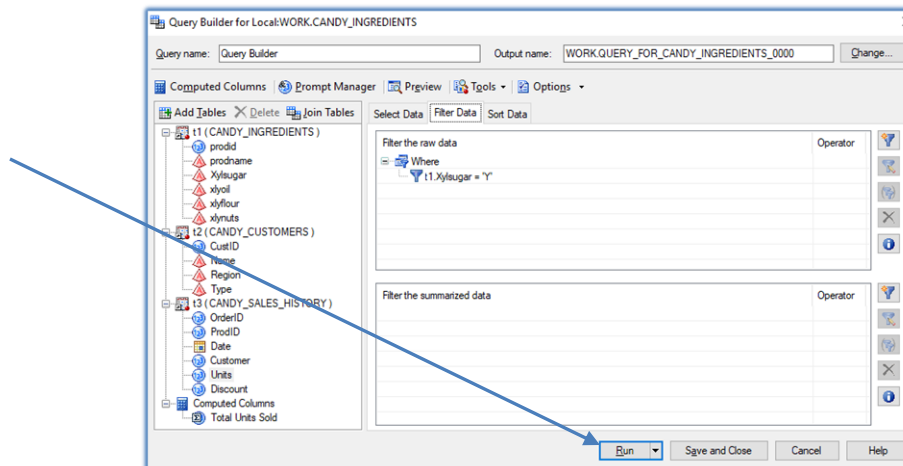 Query Builder for Local:WORK.CANDY_INGREDIENTS
Query name: Query Builder Output name: WORK.QUERY_FOR_CANDY_INGREDIENTS_0000 Change...
Computed Columns Prompt Manager Preview Tools Options
Add Tables Delete Join Tables Select Data Filter Data Sort Data
t1 (CANDY_INGREDIENTS)
prodid
prodname
Xylsugar
xlyoil
xlyflour
xlynuts
t2 (CANDY_CUSTOMERS)
CustID
Name
Region
Type
t3 (CANDY_SALES_HISTORY)
OrderID
ProdID
Date
Customer
Units
Discount
Computed Columns
Total Units Sold
Filter the raw data Operator
Where
t1.Xylsugar = 'Y'
Filter the summarized data Operator
Run Save and Close Cancel Help